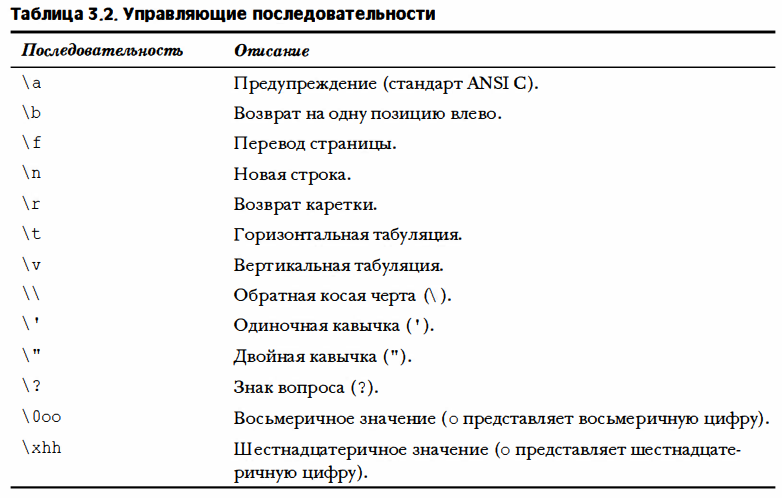 Таблица 3.2. Управляющие последовательности
Последовательность Описание
\a Предупреждение (стандарт ANSI C).
\b Возврат на одну позицию влево.
\f Перевод страницы.
\n Новая строка.
\r Возврат каретки.
\t Горизонтальная табуляция.
\v Вертикальная табуляция.
\\ Обратная косая черта (\).
\' Одиночная кавычка (').
\" Двойная кавычка (").
\? Знак вопроса (?).
\0oo Восьмеричное значение (o представляет восьмеричную цифру).
\xhh Шестнадцатеричное значение (o представляет шестнадцате-
ричную цифру).